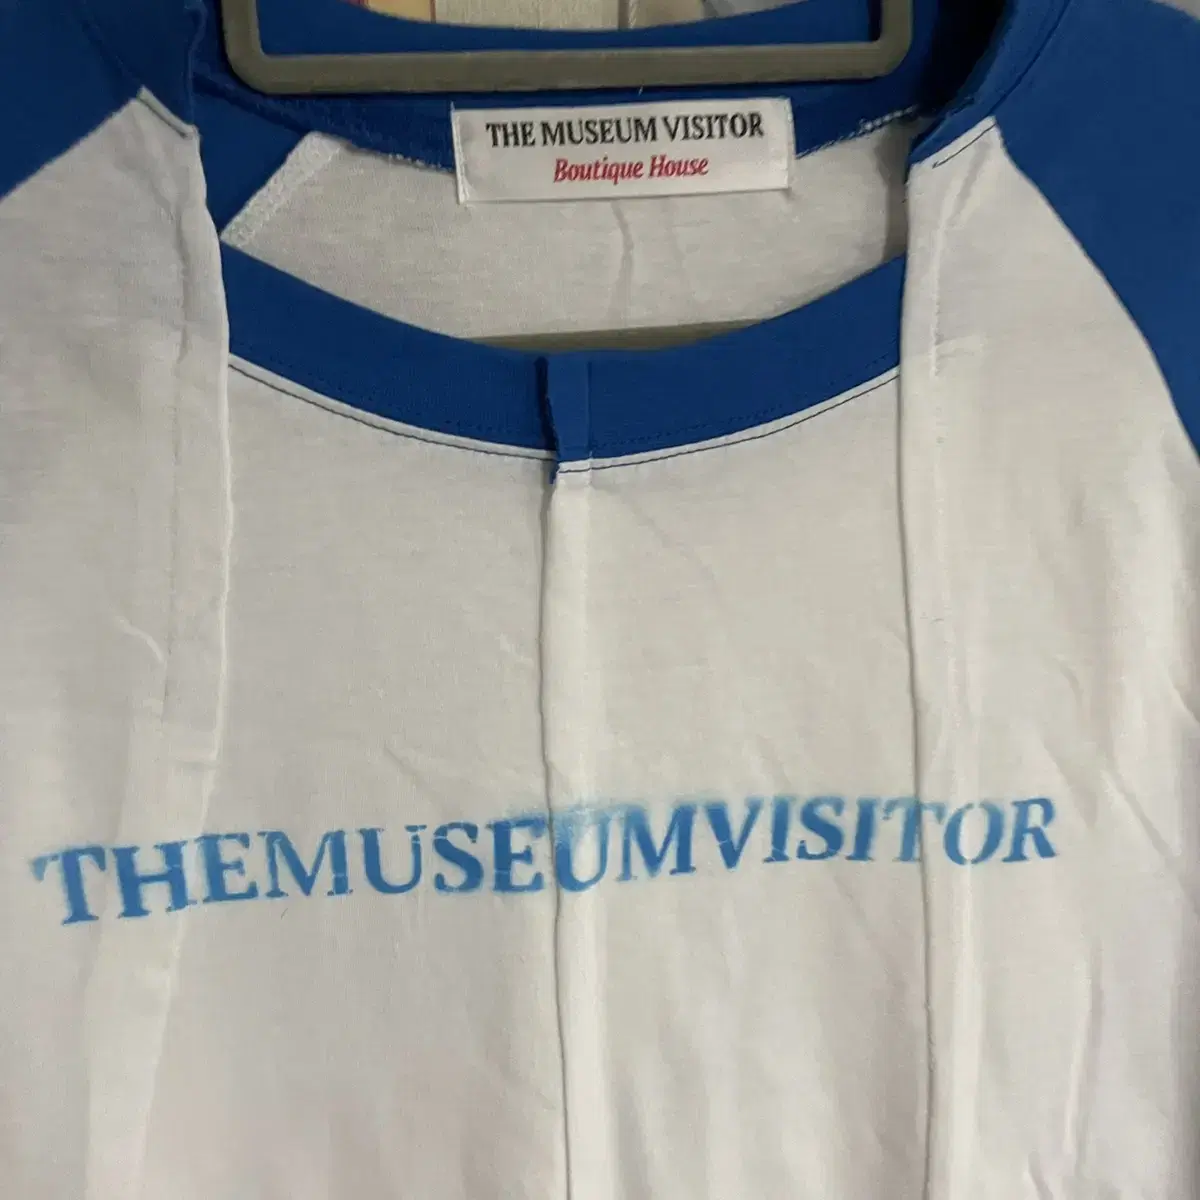 THE MUSEUM VISITOR
Boutique House
THEMUSEUMVISITOR